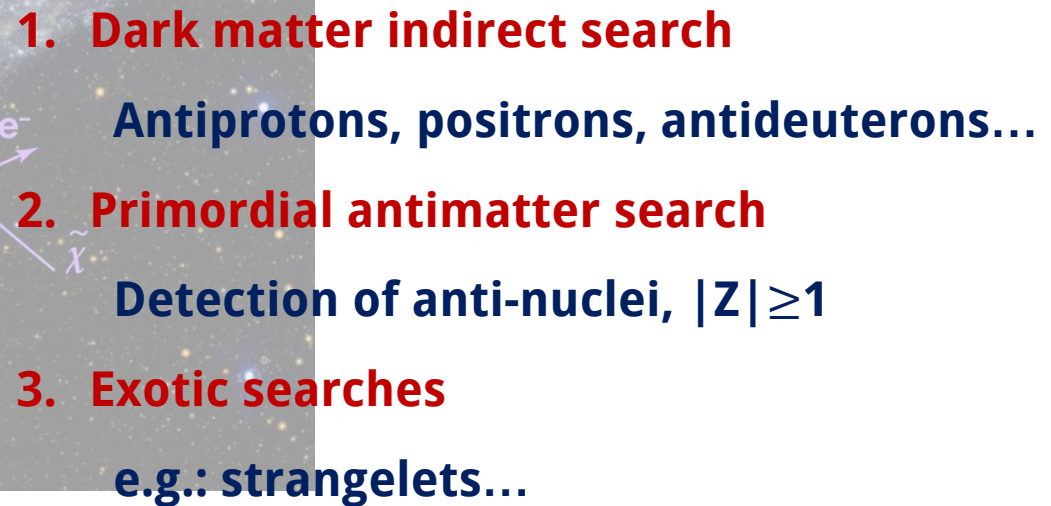 1. Dark matter indirect search
e⁻
Antiprotons, positrons, antideuterons…
2. Primordial antimatter search
χ̃
Detection of anti-nuclei, |Z|≥1
3. Exotic searches
e.g.: strangelets…